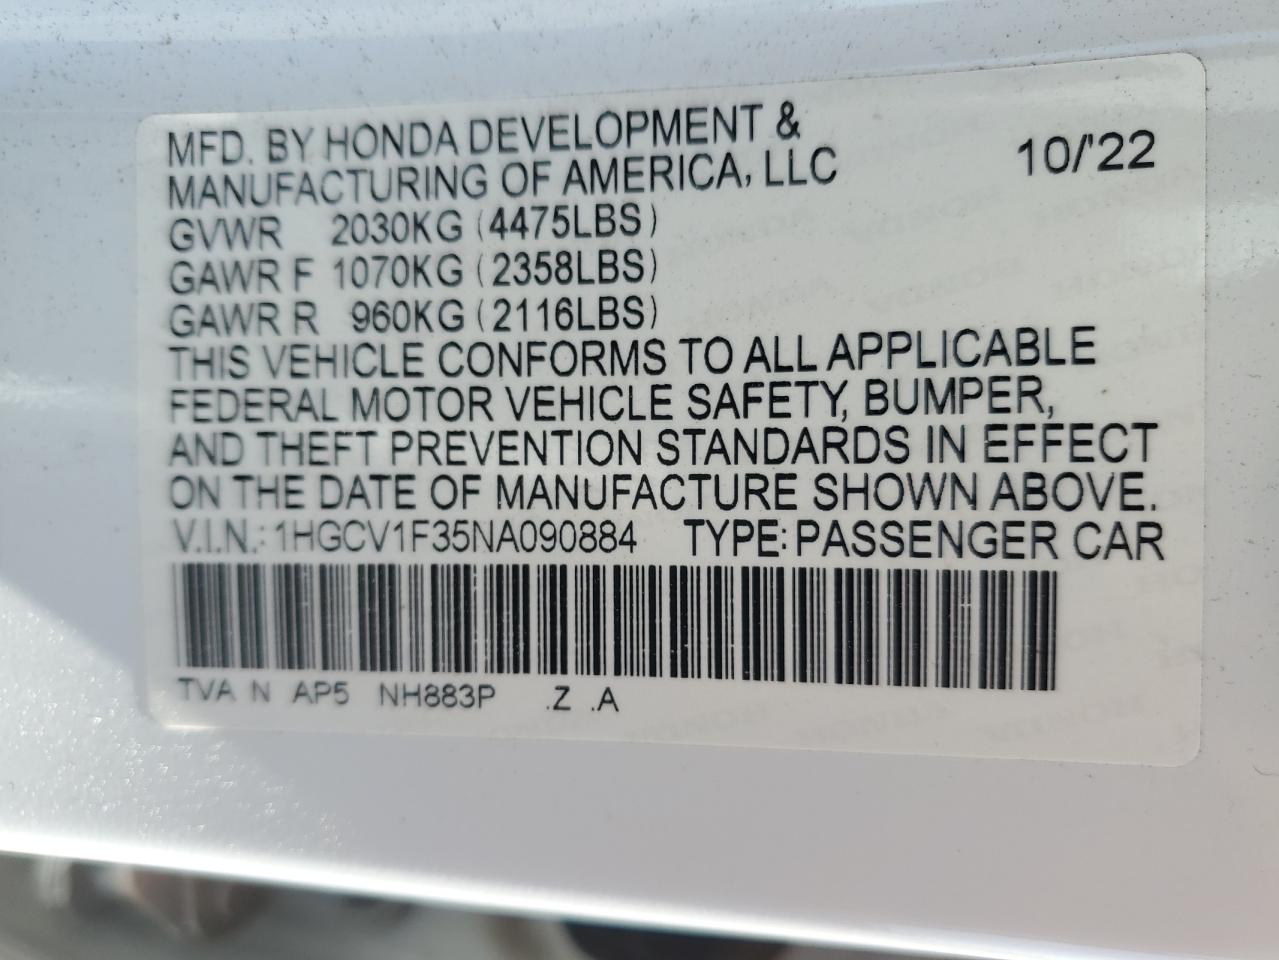 MFD. BY HONDA DEVELOPMENT &
MANUFACTURING OF AMERICA, LLC 10/'22
GVWR 2030KG (4475LBS)
GAWR F 1070KG (2358LBS)
GAWR R 960KG (2116LBS)
THIS VEHICLE CONFORMS TO ALL APPLICABLE
FEDERAL MOTOR VEHICLE SAFETY, BUMPER,
AND THEFT PREVENTION STANDARDS IN EFFECT
ON THE DATE OF MANUFACTURE SHOWN ABOVE.
V.I.N.: 1HGCV1F35NA090884 TYPE: PASSENGER CAR
TVA N AP5 NH883P .Z .A